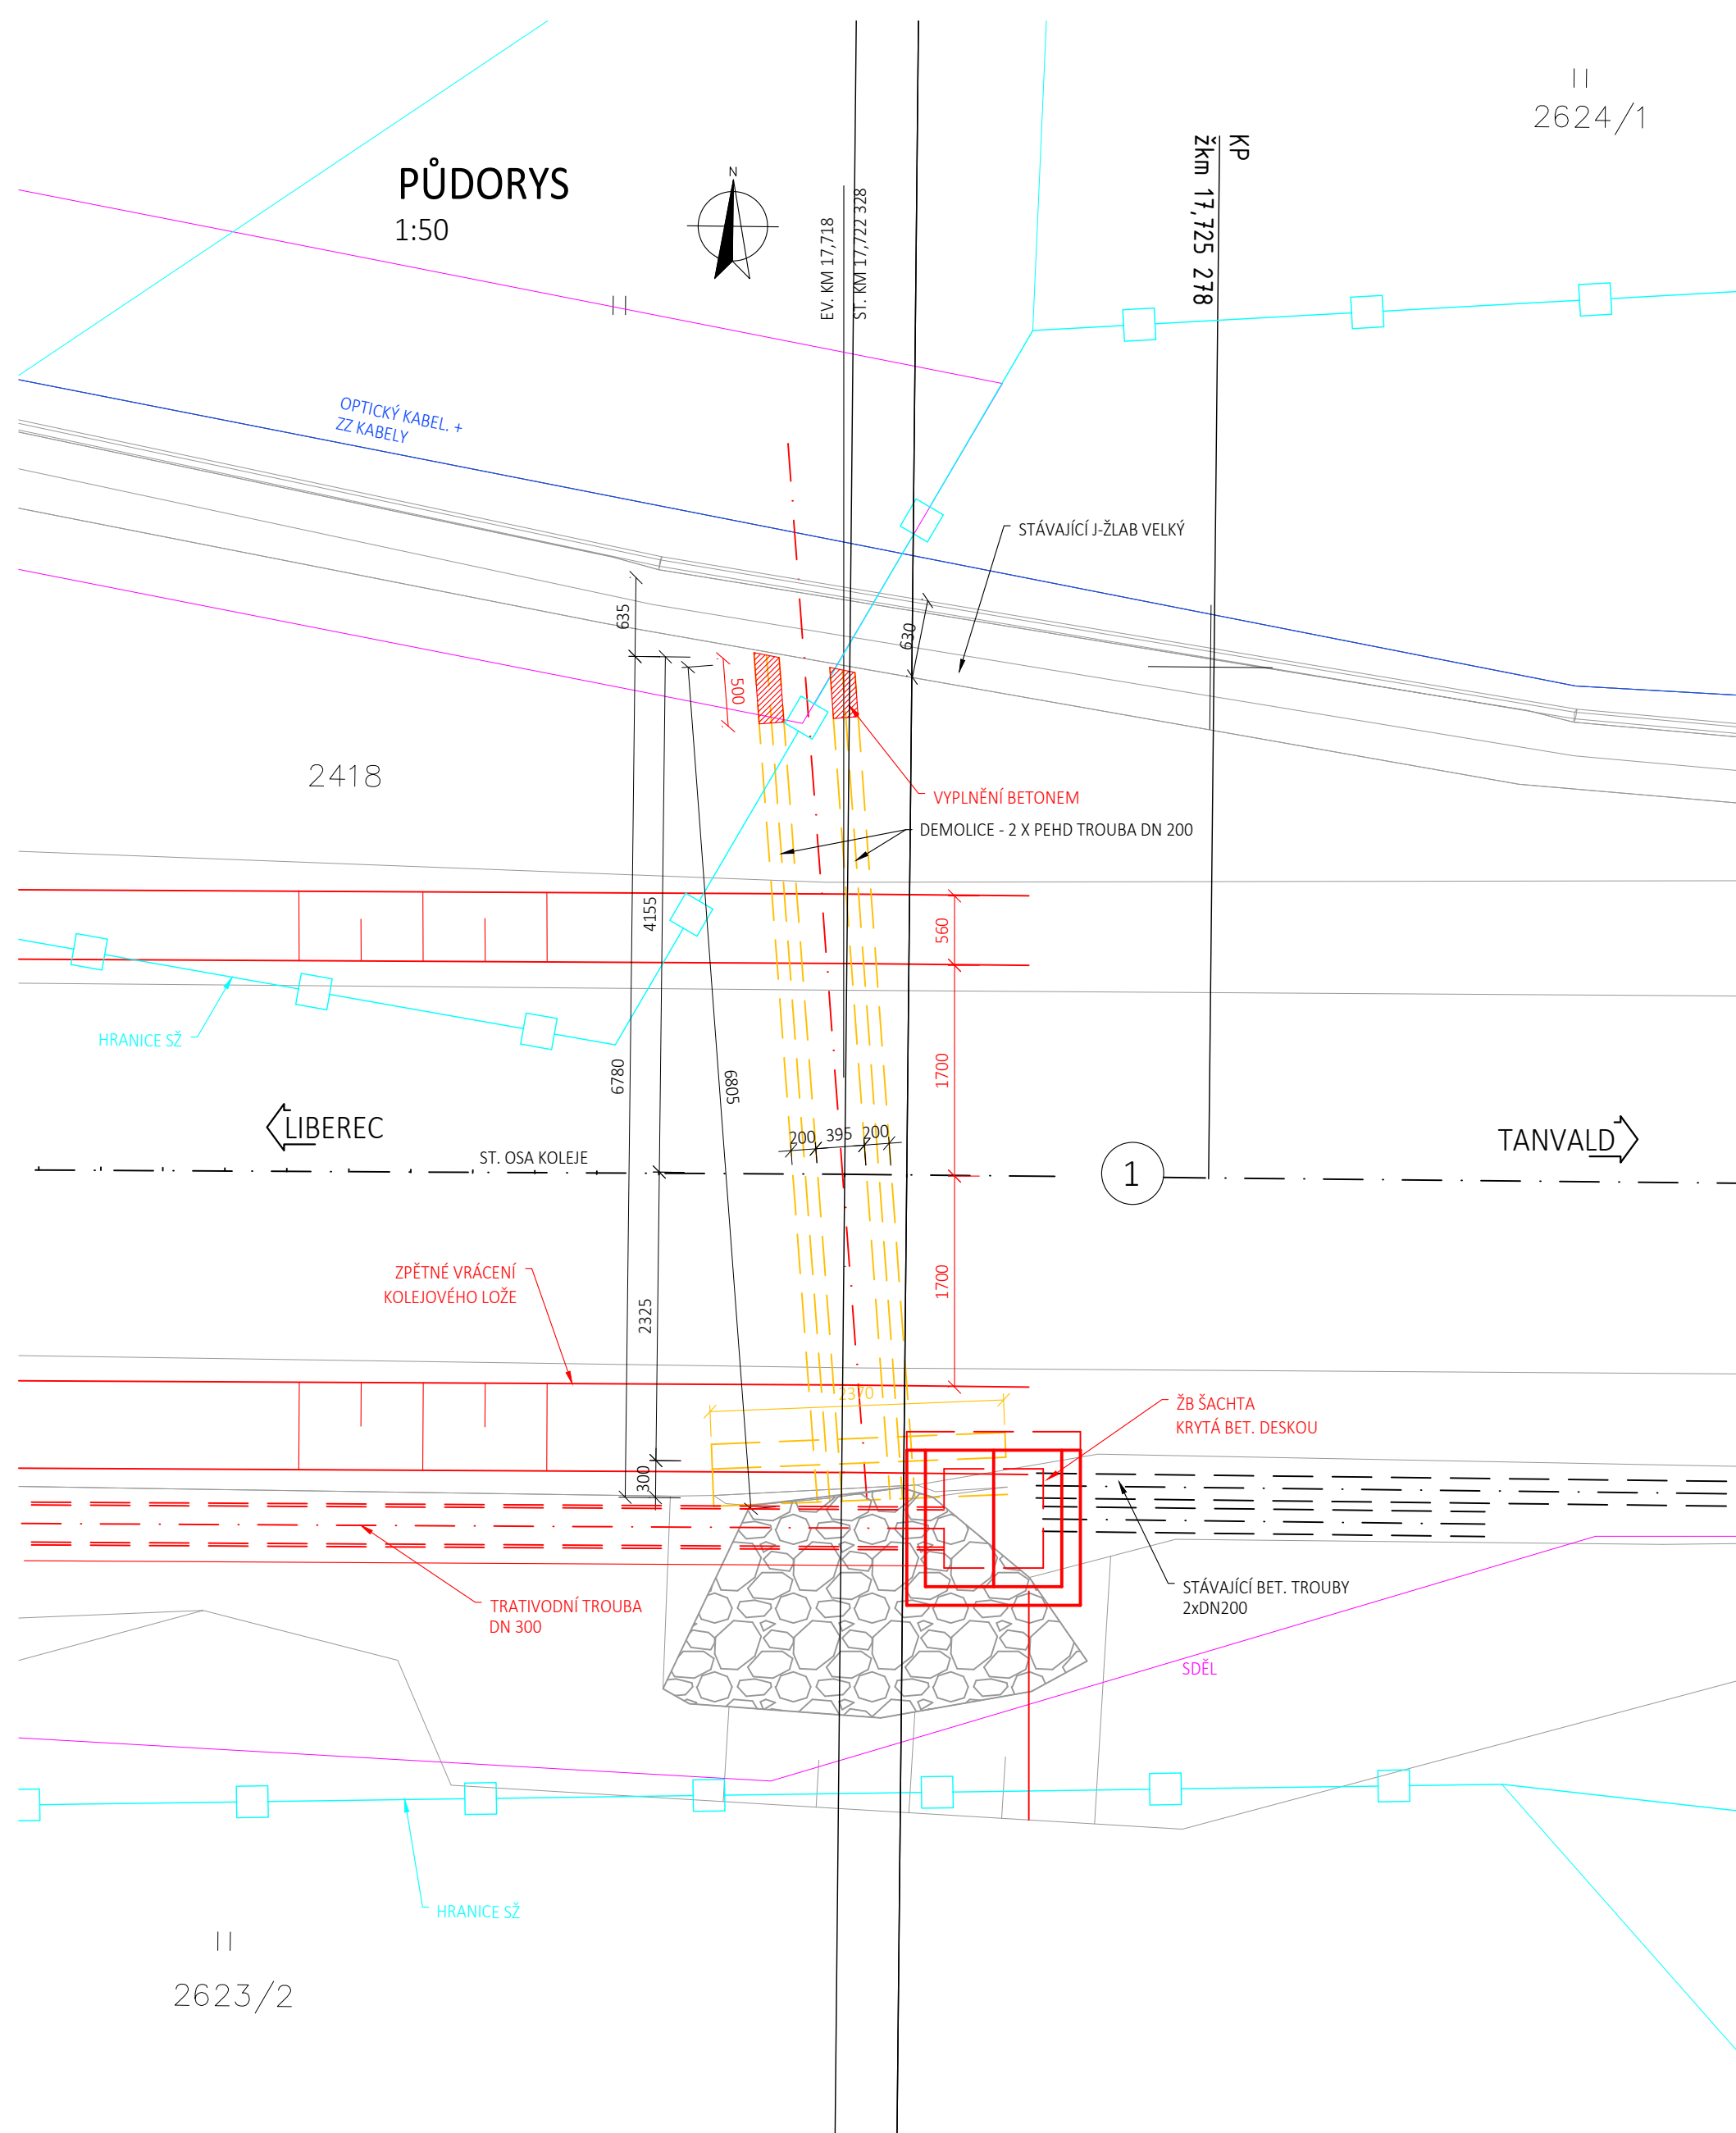 II
2624/1
KP
žkm 17,725 278
PŮDORYS
1:50
N
EV. KM 17,718
ST. KM 17,722 328
II
OPTICKÝ KABEL. +
ZZ KABELY
STÁVAJÍCÍ J-ŽLAB VELKÝ
635
630
500
2418
VYPLNĚNÍ BETONEM
DEMOLICE - 2 X PEHD TROUBA DN 200
4155
560
HRANICE SŽ
6780
6805
1700
LIBEREC
200
395
200
TANVALD
ST. OSA KOLEJE
1
ZPĚTNÉ VRÁCENÍ
KOLEJOVÉHO LOŽE
2325
1700
2370
ŽB ŠACHTA
KRYTÁ BET. DESKOU
300
STÁVAJÍCÍ BET. TROUBY
2xDN200
TRATIVODNÍ TROUBA
DN 300
SDĚL
HRANICE SŽ
II
2623/2